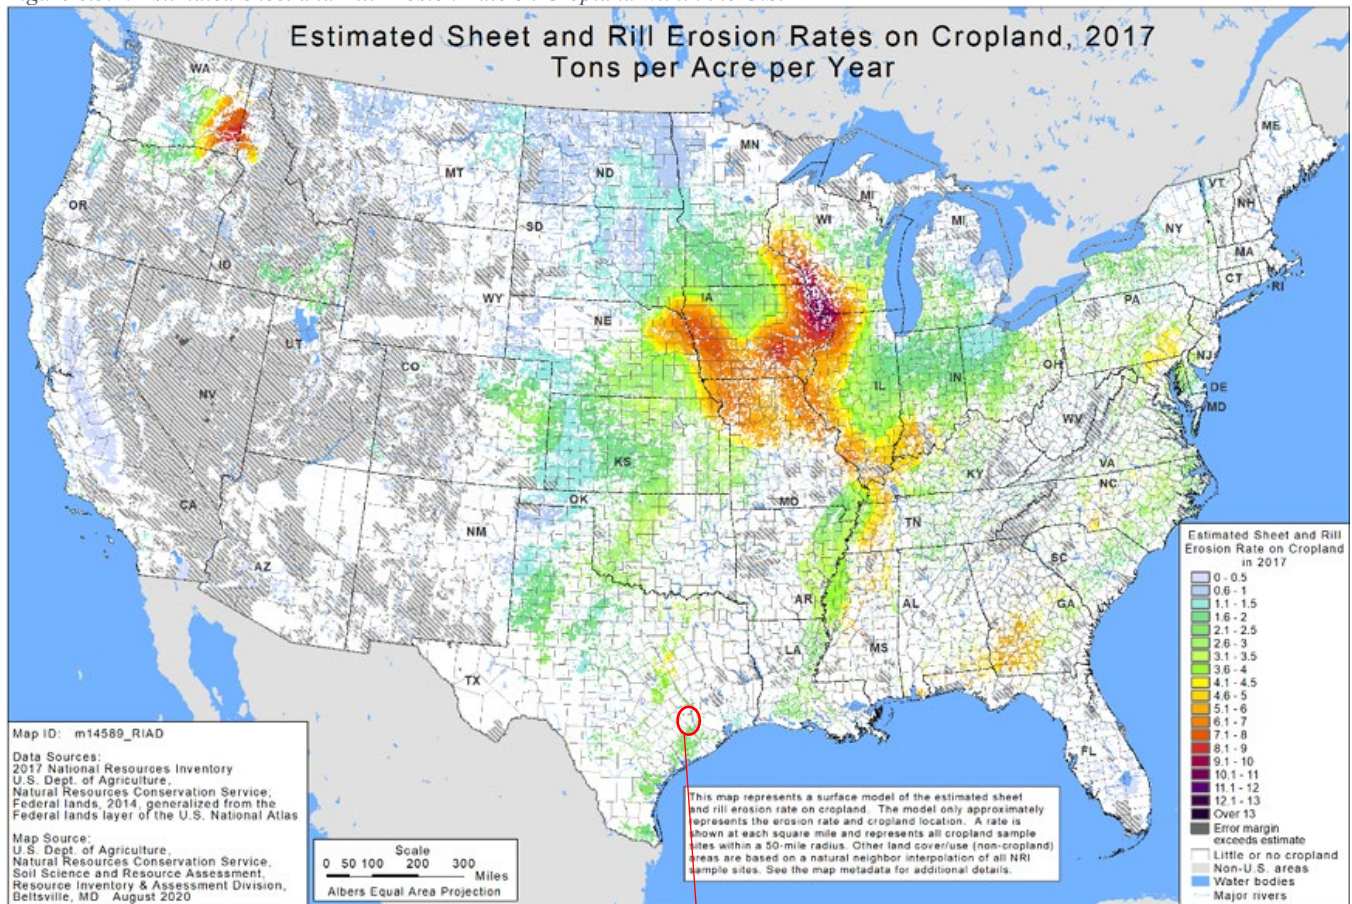 Estimated Sheet and Rill Erosion Rates on Cropland, 2017
Tons per Acre per Year
WA
MT
ND
MN
ME
OR
ID
SD
WI
MI
MI
VT
NH
NY
MA
CT
RI
WY
NE
IA
PA
NJ
NV
UT
CO
IL
IN
OH
DE
MD
WV
KS
MO
KY
VA
CA
OK
NC
TN
AZ
NM
SC
AR
AL
GA
LA
MS
TX
FL
Estimated Sheet and Rill
Erosion Rate on Cropland
in 2017
0 - 0.5
0.6 - 1
1.1 - 1.5
1.6 - 2
2.1 - 2.5
2.6 - 3
3.1 - 3.5
3.6 - 4
4.1 - 4.5
4.6 - 5
5.1 - 6
6.1 - 7
7.1 - 8
8.1 - 9
9.1 - 10
10.1 - 11
11.1 - 12
12.1 - 13
Over 13
Error margin
exceeds estimate
Little or no cropland
Non-U.S. areas
Water bodies
Major rivers
Map ID: m14589_RIAD
Data Sources:
2017 National Resources Inventory
U.S. Dept. of Agriculture,
Natural Resources Conservation Service;
Federal lands, 2014, generalized from the
Federal lands layer of the U.S. National Atlas
Map Source:
U.S. Dept. of Agriculture,
Natural Resources Conservation Service,
Soil Science and Resource Assessment,
Resource Inventory & Assessment Division,
Beltsville, MD August 2020
Scale
0 50 100 200 300
Miles
Albers Equal Area Projection
This map represents a surface model of the estimated sheet
and rill erosion rate on cropland. The model only approximately
represents the erosion rate and cropland location. A rate is
shown at each square mile and represents all cropland sample
sites within a 50-mile radius. Other land cover/use (non-cropland)
areas are based on a natural neighbor interpolation of all NRI
sample sites. See the map metadata for additional details.